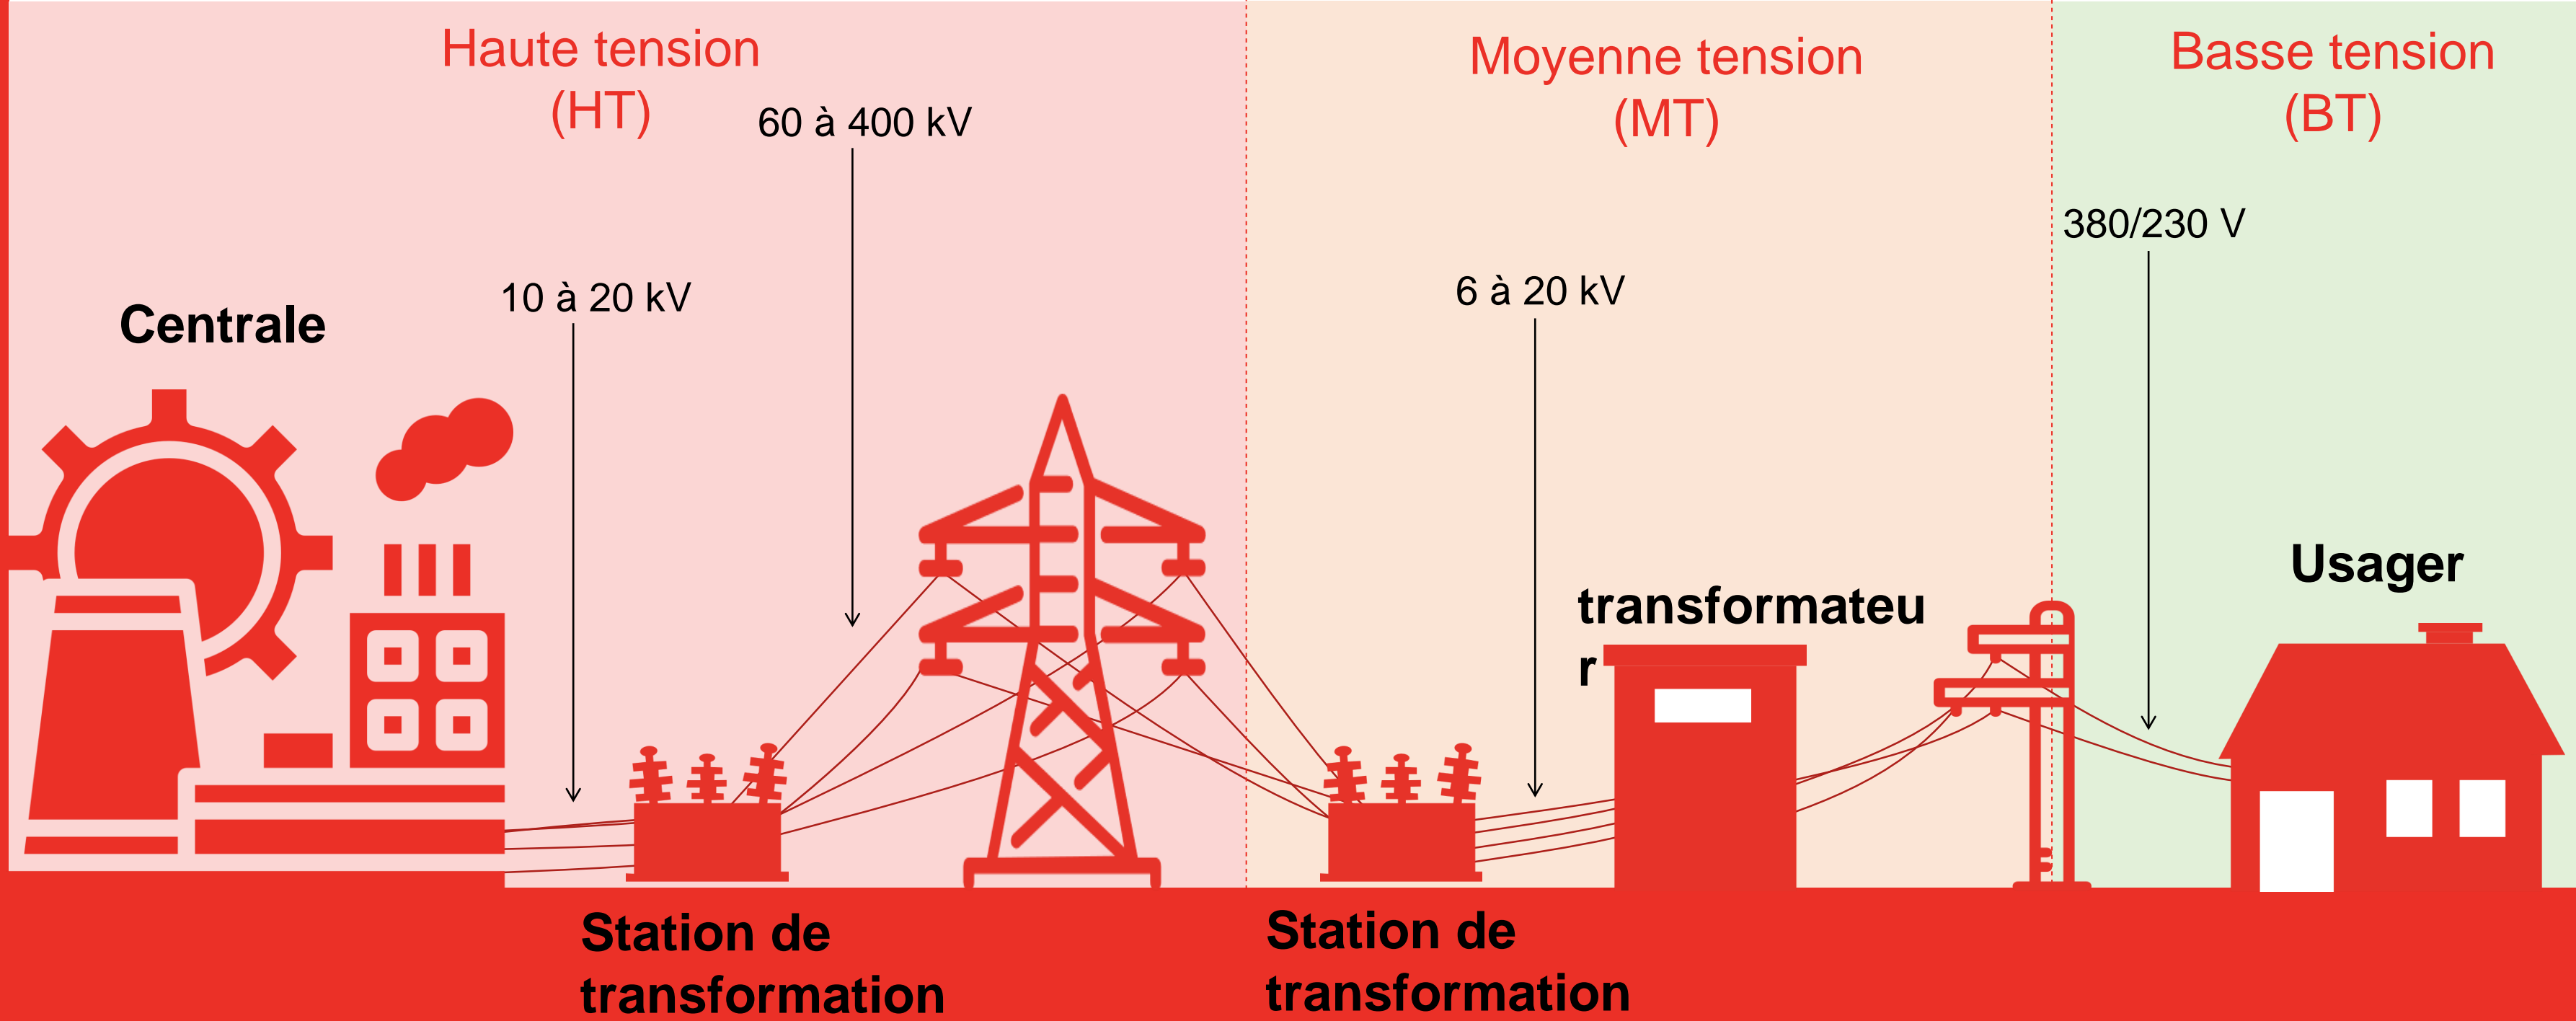 Haute tension
(HT)
Moyenne tension
(MT)
Basse tension
(BT)
60 à 400 kV
380/230 V
10 à 20 kV
6 à 20 kV
Centrale
Usager
transformateu
r
Station de
transformation
Station de
transformation